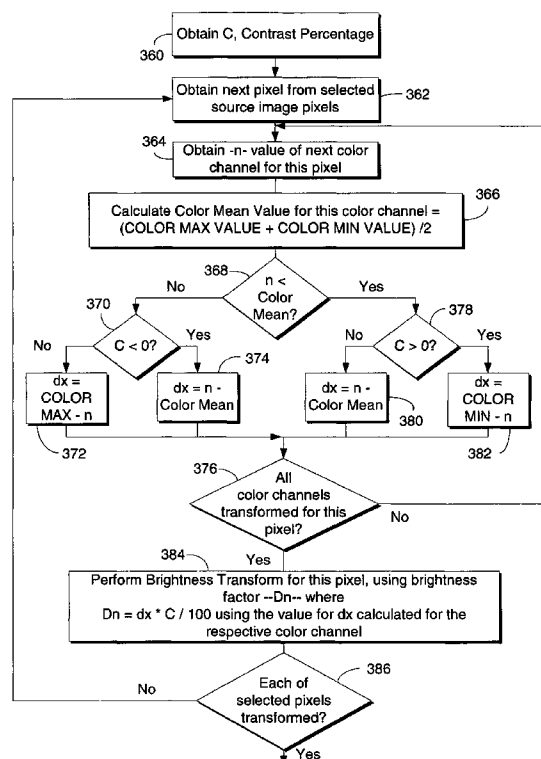 Obtain C, Contrast Percentage
360
Obtain next pixel from selected
source image pixels
362
364
Obtain -n- value of next color
channel for this pixel
366
Calculate Color Mean Value for this color channel =
(COLOR MAX VALUE + COLOR MIN VALUE) /2
368
n <
Color
Mean?
No
Yes
370
C < 0?
No
Yes
378
C > 0?
No
Yes
dx =
COLOR
MAX - n
372
374
dx = n -
Color Mean
dx = n -
Color Mean
380
dx =
COLOR
MIN - n
382
376
All
color channels
transformed for this
pixel?
No
Yes
384
Perform Brightness Transform for this pixel, using brightness
factor --Dn-- where
Dn = dx * C / 100 using the value for dx calculated for the
respective color channel
386
No
Each of
selected pixels
transformed?
Yes